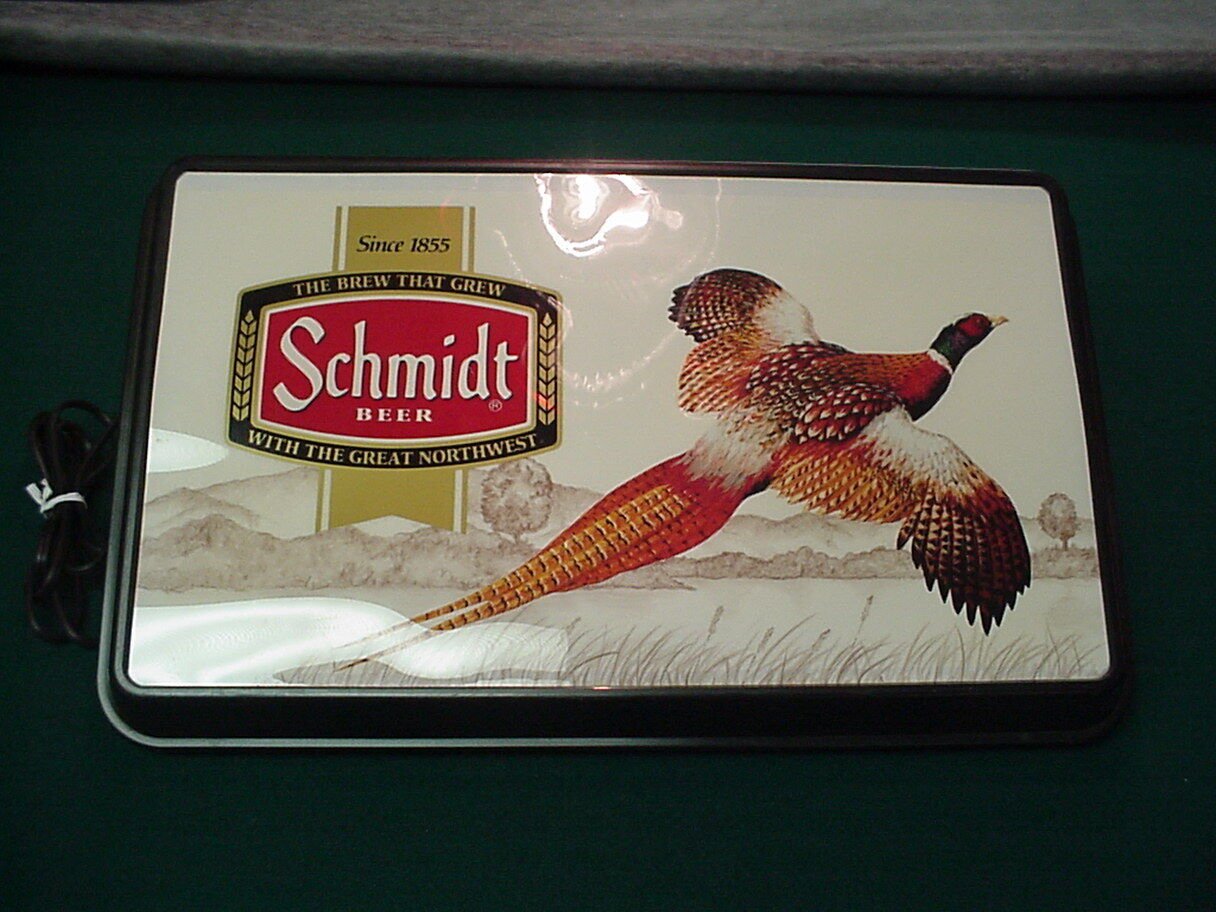 Since 1855
THE BREW THAT GREW
Schmidt
®
BEER
WITH THE GREAT NORTHWEST